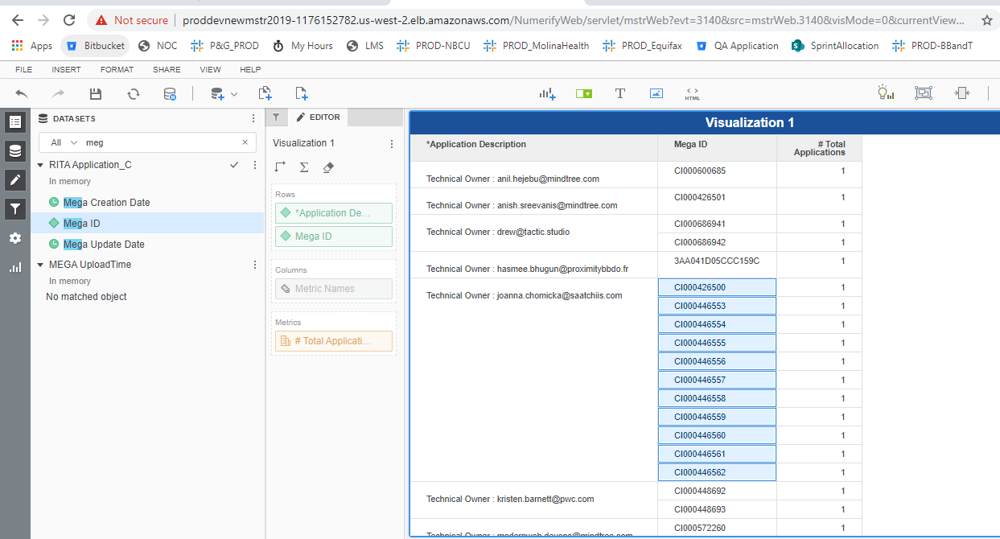 Not secure | proddevnewmstr2019-1176152782.us-west-2.elb.amazonaws.com/NumerifyWeb/servlet/mstrWeb?evt=3140&src=mstrWeb.3140&visMode=0&currentView...
Apps Bitbucket NOC P&G_PROD My Hours LMS PROD-NBCU PROD_MolinaHealth PROD_Equifax QA Application SprintAllocation PROD-BBandT
FILE INSERT FORMAT SHARE VIEW HELP
HTML
DATASETS
All meg ×
RITA Application_C
In memory
Mega Creation Date
Mega ID
Mega Update Date
MEGA UploadTime
In memory
No matched object
EDITOR
Visualization 1
Rows
*Application De...
Mega ID
Columns
Metric Names
Metrics
# Total Applicati...
Visualization 1
*Application Description Mega ID # Total Applications
Technical Owner : anil.hejebu@mindtree.com CI000600685 1
Technical Owner : anish.sreevanis@mindtree.com CI000426501 1
Technical Owner : drew@tactic.studio CI000686941 1
CI000686942 1
Technical Owner : hasmee.bhugun@proximitybbdo.fr 3AA041D05CCC159C 1
Technical Owner : joanna.chomicka@saatchiis.com CI000426500 1
CI000446553 1
CI000446554 1
CI000446555 1
CI000446556 1
CI000446557 1
CI000446558 1
CI000446559 1
CI000446560 1
CI000446561 1
CI000446562 1
Technical Owner : kristen.barnett@pwc.com CI000448692 1
CI000448693 1
Technical Owner : modernweb.devops@mindtree.com CI000572260 1